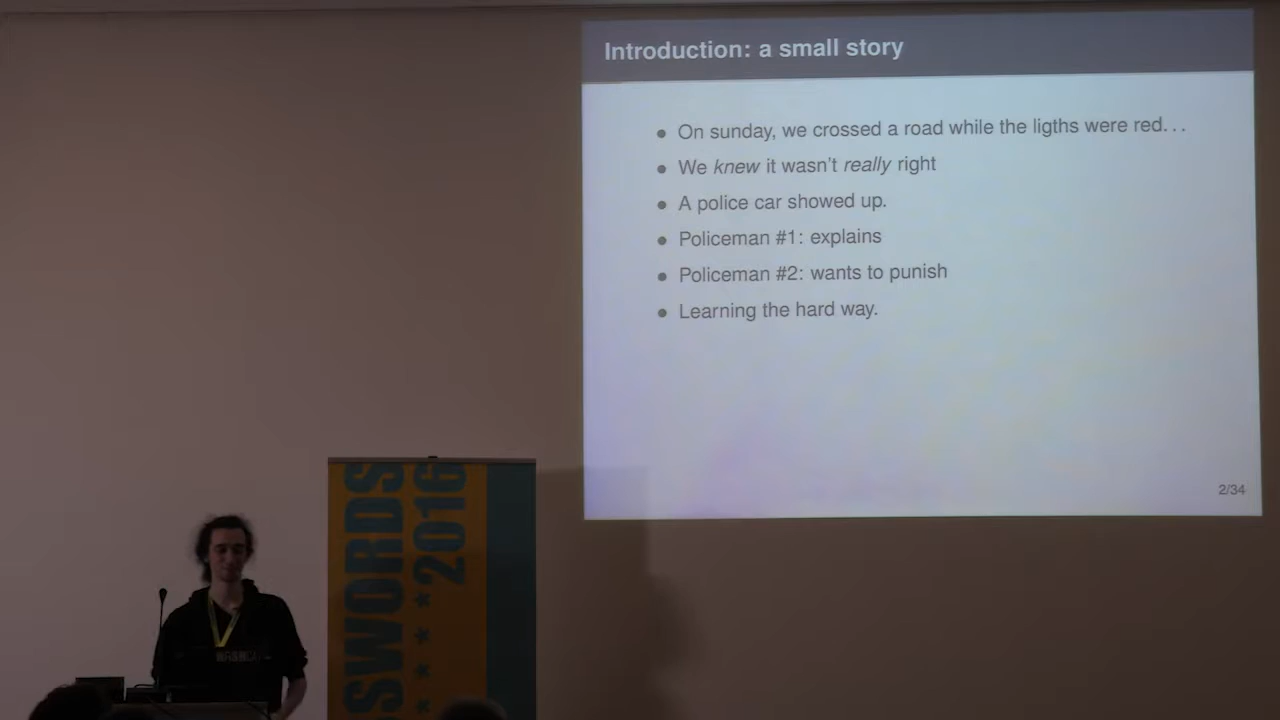 Introduction: a small story
• On sunday, we crossed a road while the ligths were red...
• We knew it wasn't really right
• A police car showed up.
• Policeman #1: explains
• Policeman #2: wants to punish
• Learning the hard way.
2/34
SSWORDS
* * * *2016